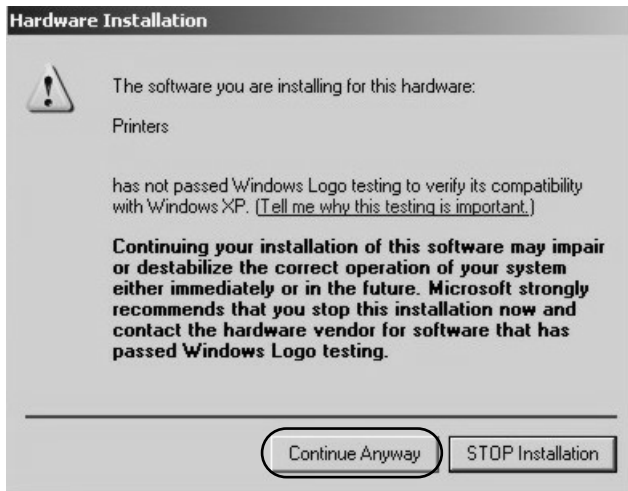 Hardware Installation
The software you are installing for this hardware:
Printers
has not passed Windows Logo testing to verify its compatibility
with Windows XP. (Tell me why this testing is important.)
Continuing your installation of this software may impair
or destabilize the correct operation of your system
either immediately or in the future. Microsoft strongly
recommends that you stop this installation now and
contact the hardware vendor for software that has
passed Windows Logo testing.
Continue Anyway STOP Installation